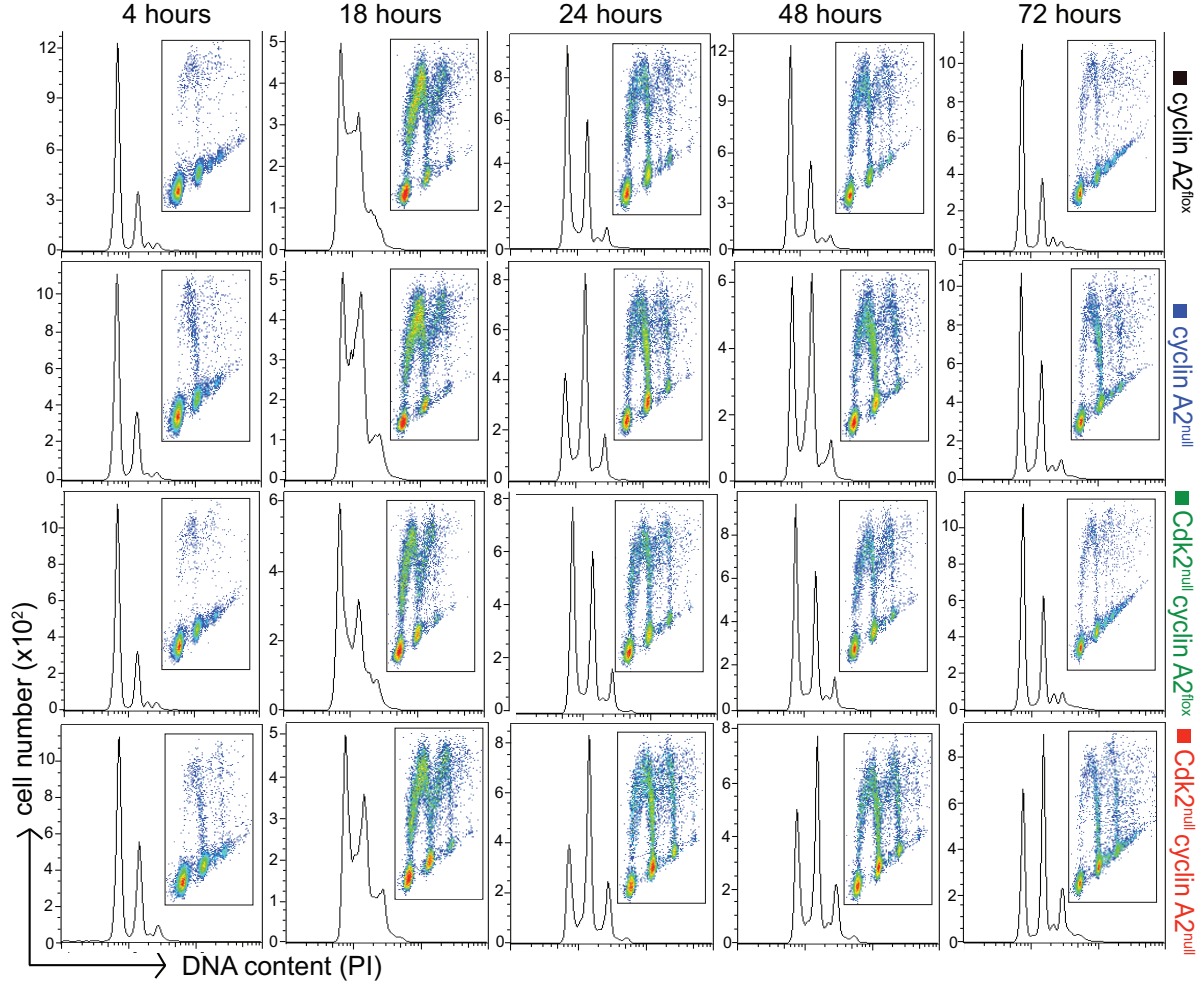 4 hours 18 hours 24 hours 48 hours 72 hours
12 5 8 12 10
9 4 6 9 8
6 3 4 6 6
3 2 2 3 4
0 1 0 0 2
0 0
cyclin A2flox
10 5 8 6 10
8 4 6 4 8
6 3 4 2 6
4 2 2 0 4
2 1 0 2
0 0 0
cyclin A2null
10 6 8 8 10
8 4 6 6 8
6 2 4 4 6
4 0 2 2 4
2 0 0 2
0 0
Cdk2null cyclin A2flox
10 5 8 8 8
8 4 6 6 6
6 3 4 4 4
4 2 2 2 2
2 1 0 0 0
0 0
Cdk2null cyclin A2null
cell number (x10²)
DNA content (PI)